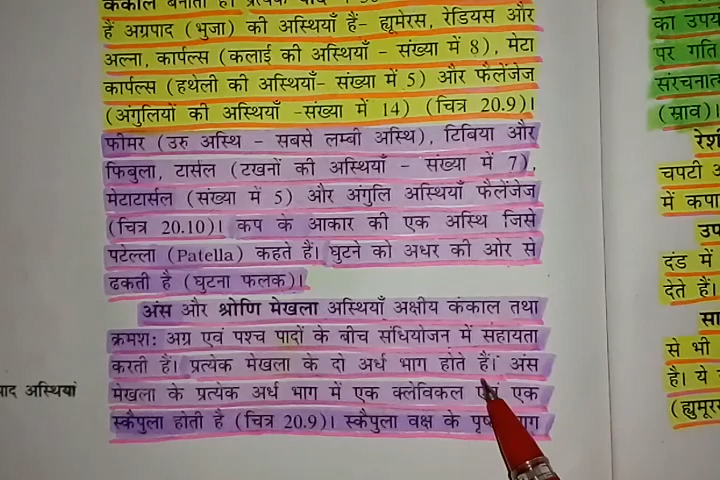 कंकाल बनाती हैं। प्रत्येक
हैं अग्रपाद (भुजा) की अस्थियाँ हैं- ह्यूमेरस, रेडियस और
अल्ना, कार्पल्स (कलाई की अस्थियाँ - संख्या में 8), मेटा
कार्पल्स (हथेली की अस्थियाँ- संख्या में 5) और फैलेंजेज
(अंगुलियों की अस्थियाँ -संख्या में 14) (चित्र 20.9)।
फीमर (उरु अस्थि - सबसे लम्बी अस्थि), टिबिया और
फिबुला, टार्सल (टखनों की अस्थियाँ - संख्या में 7),
मेटाटार्सल (संख्या में 5) और अंगुलि अस्थियाँ फैलेंजेज
(चित्र 20.10)। कप के आकार की एक अस्थि जिसे
पटेल्ला (Patella) कहते हैं। घुटने को अधर की ओर से
ढकती है (घुटना फलक)।
अंस और श्रोणि मेखला अस्थियाँ अक्षीय कंकाल तथा
क्रमश: अग्र एवं पश्च पादों के बीच संधियोजन में सहायता
करती हैं। प्रत्येक मेखला के दो अर्ध भाग होते हैं। अंस
मेखला के प्रत्येक अर्ध भाग में एक क्लेविकल एवं एक
स्कैपुला होती है (चित्र 20.9)। स्कैपुला वक्ष के
अस्थियां
का
पर गति
(स्राव)।
चपटी
में कपा
उप
दंड में
देते हैं।
से भी
है। ये